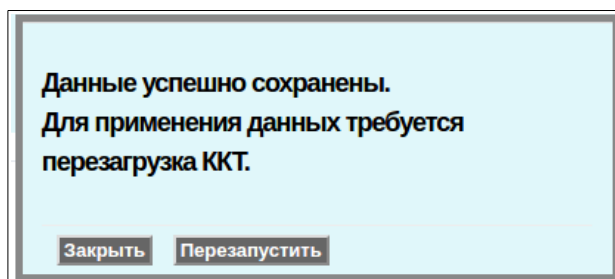 Данные успешно сохранены.
Для применения данных требуется
перезагрузка ККТ.
Закрыть Перезапустить